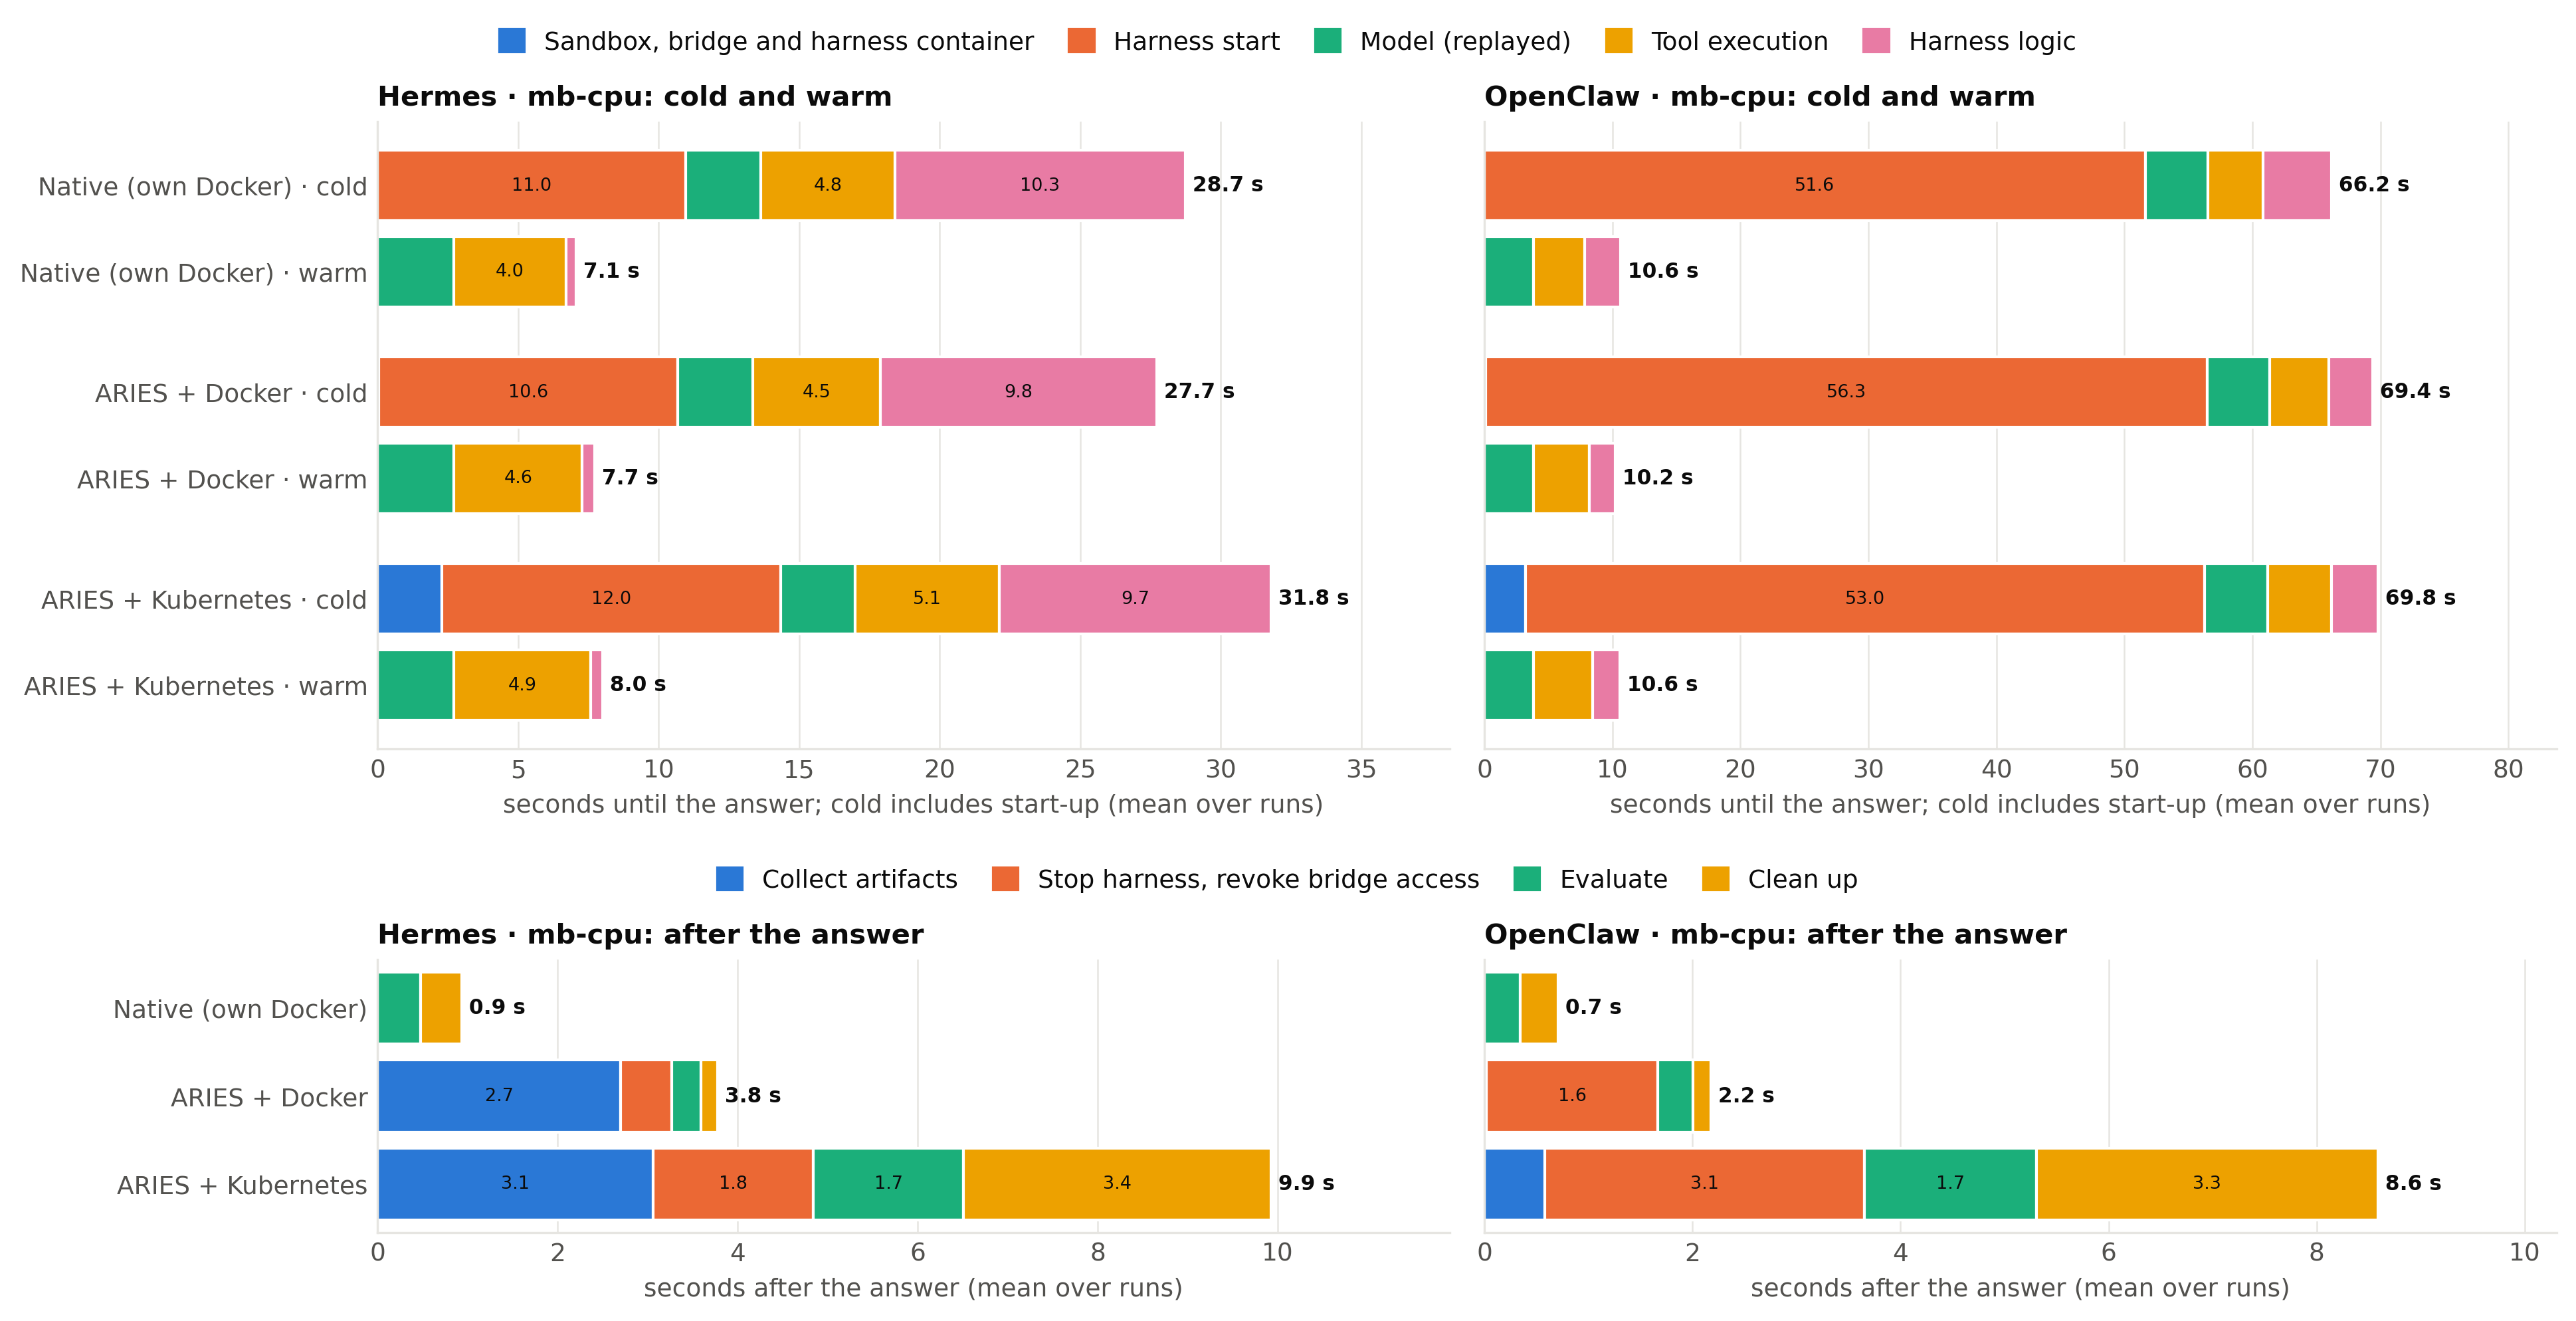 Sandbox, bridge and harness container Harness start Model (replayed) Tool execution Harness logic
Hermes · mb-cpu: cold and warm
Native (own Docker) · cold 11.0 4.8 10.3 28.7 s
Native (own Docker) · warm 4.0 7.1 s
ARIES + Docker · cold 10.6 4.5 9.8 27.7 s
ARIES + Docker · warm 4.6 7.7 s
ARIES + Kubernetes · cold 12.0 5.1 9.7 31.8 s
ARIES + Kubernetes · warm 4.9 8.0 s
0 5 10 15 20 25 30 35
seconds until the answer; cold includes start-up (mean over runs)
OpenClaw · mb-cpu: cold and warm
51.6 66.2 s
10.6 s
56.3 69.4 s
10.2 s
53.0 69.8 s
10.6 s
0 10 20 30 40 50 60 70 80
seconds until the answer; cold includes start-up (mean over runs)
Collect artifacts Stop harness, revoke bridge access Evaluate Clean up
Hermes · mb-cpu: after the answer
Native (own Docker) 0.9 s
ARIES + Docker 2.7 3.8 s
ARIES + Kubernetes 3.1 1.8 1.7 3.4 9.9 s
0 2 4 6 8 10
seconds after the answer (mean over runs)
OpenClaw · mb-cpu: after the answer
0.7 s
1.6 2.2 s
3.1 1.7 3.3 8.6 s
0 2 4 6 8 10
seconds after the answer (mean over runs)